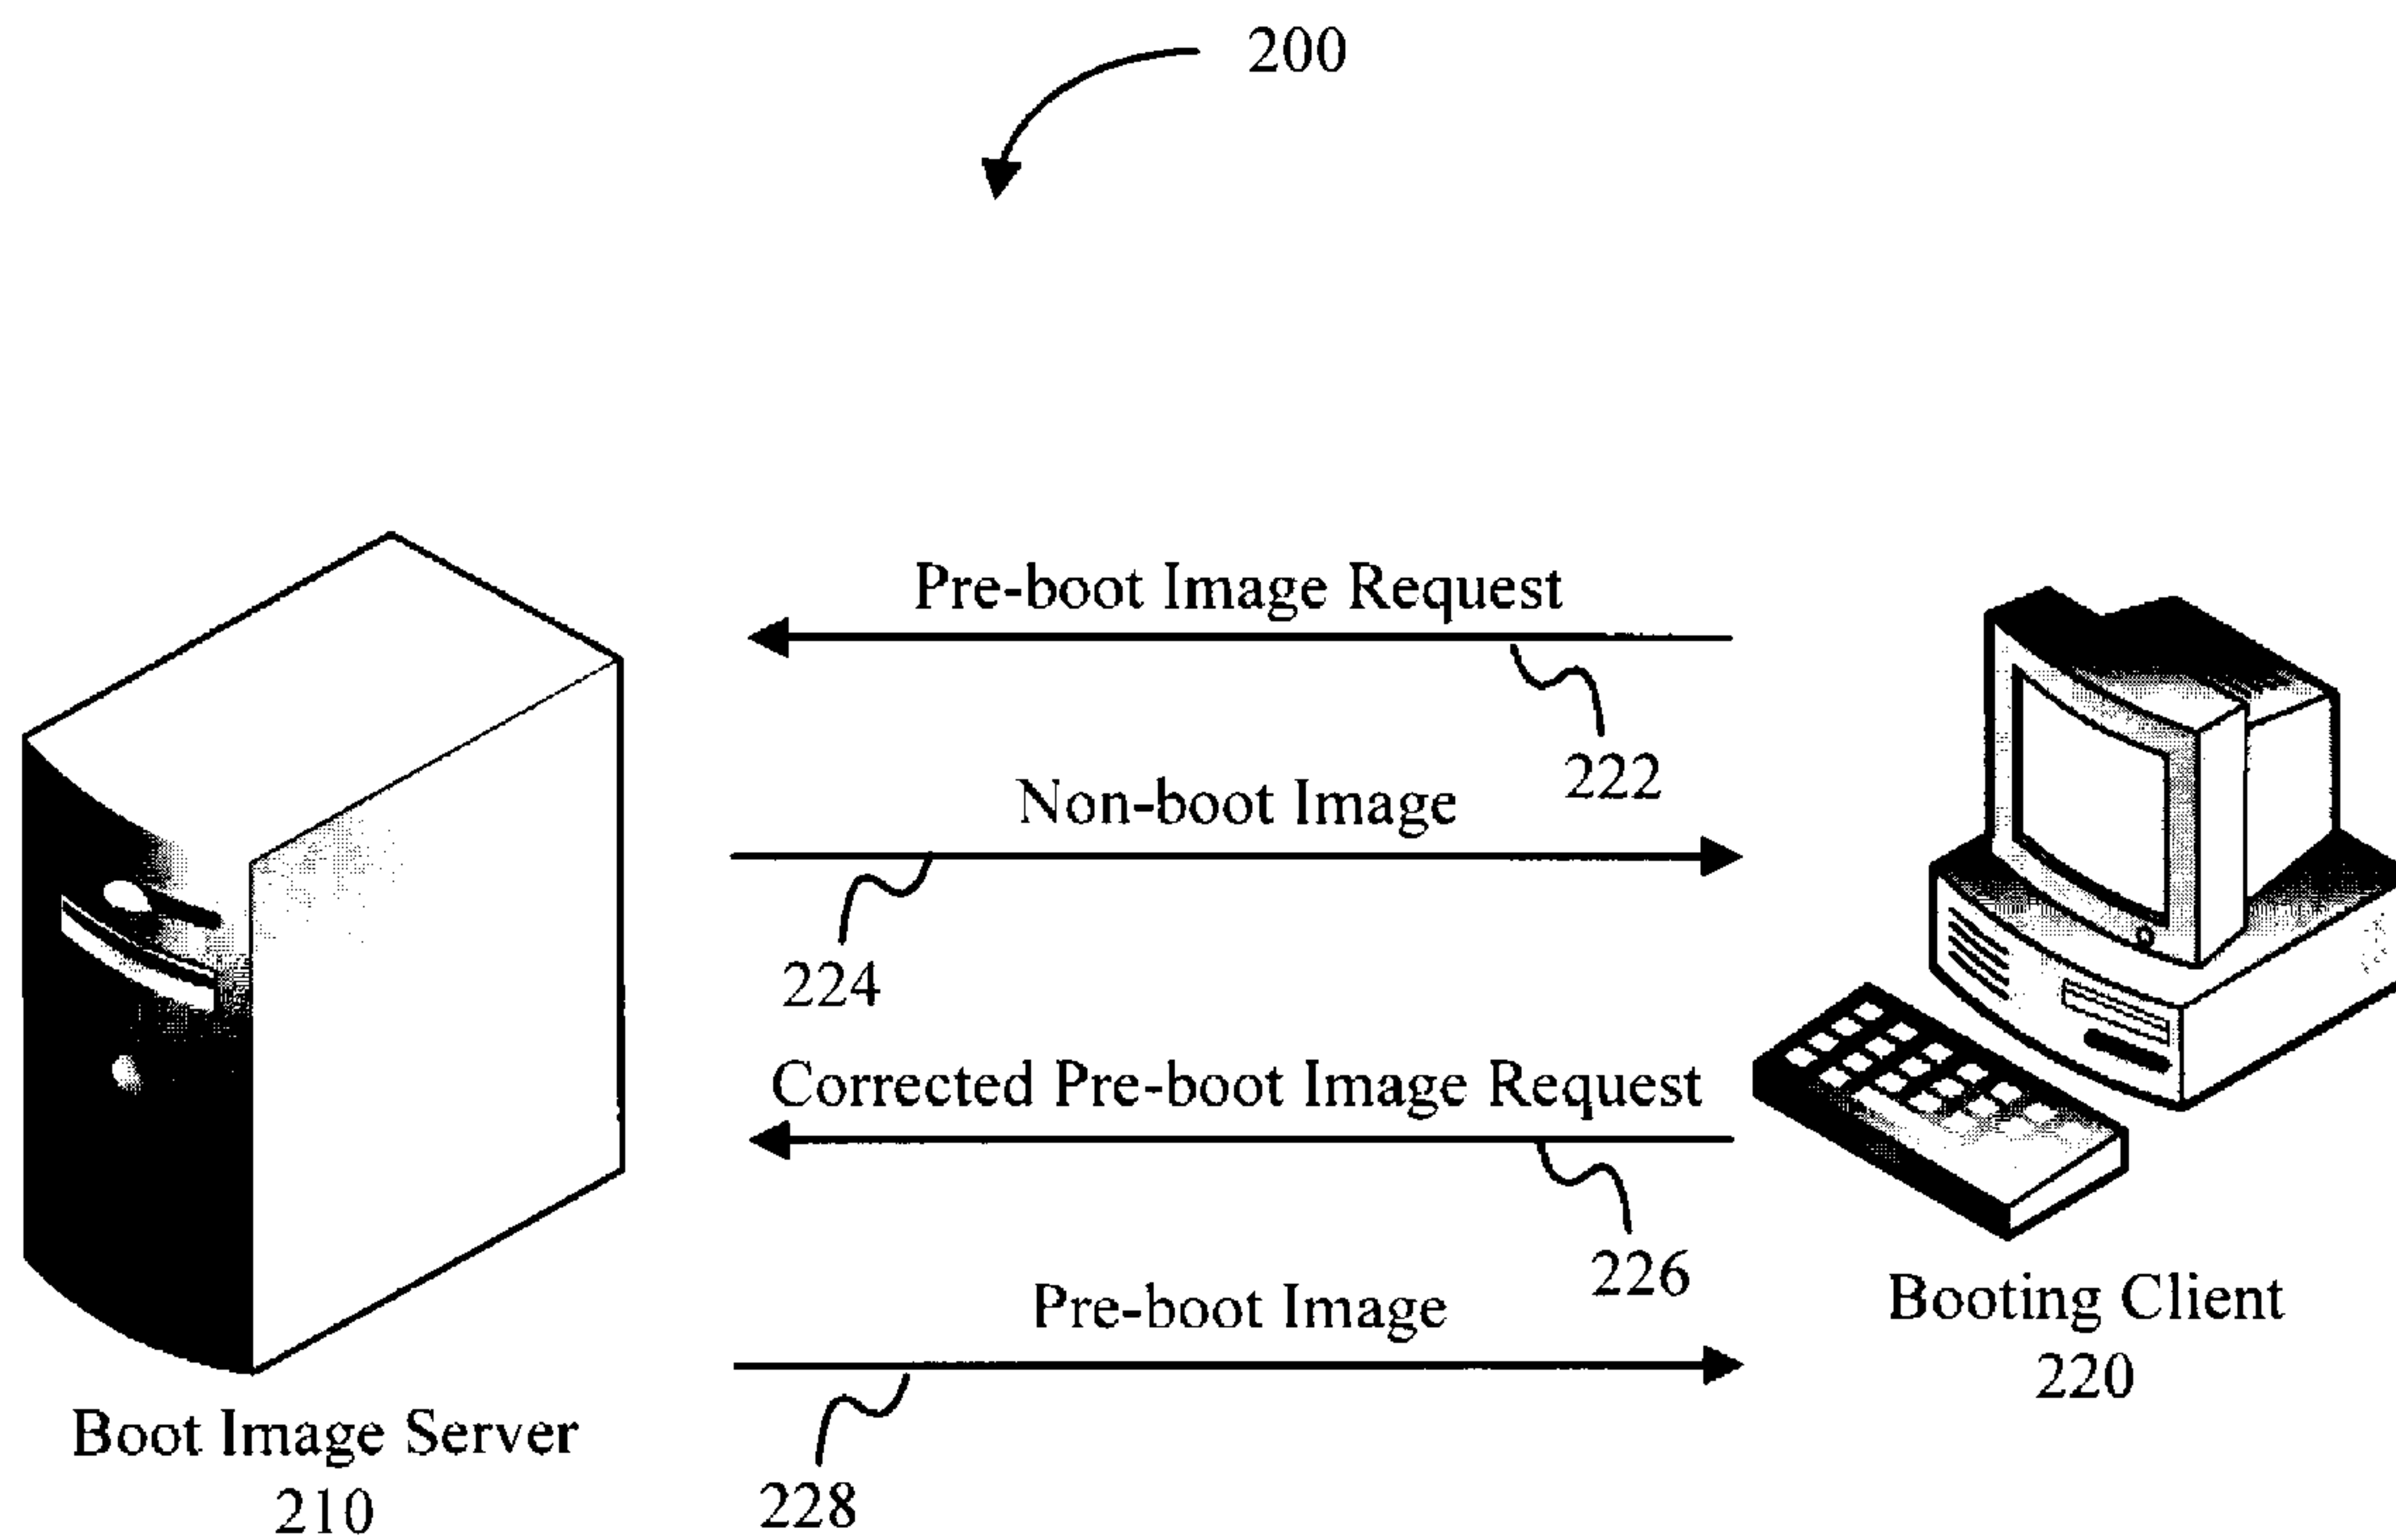 200
Pre-boot Image Request
222
Non-boot Image
224
Corrected Pre-boot Image Request
226
Pre-boot Image
228
Boot Image Server
210
Booting Client
220